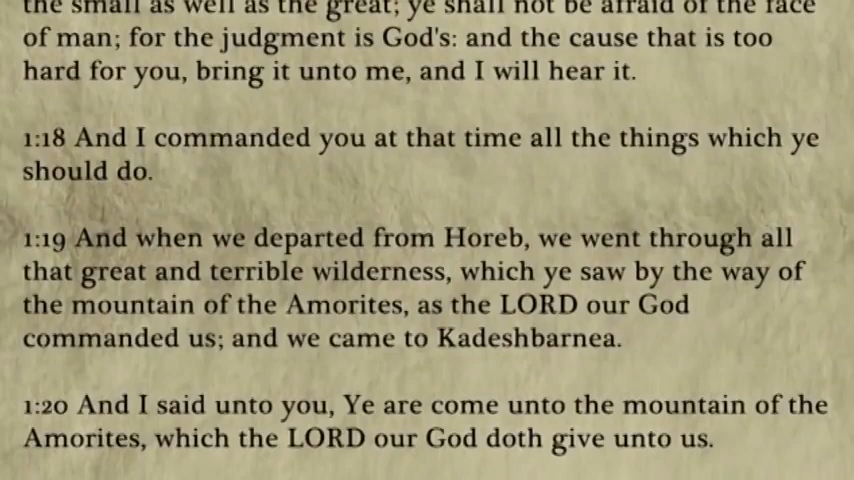 the small as well as the great; ye shall not be afraid of the face
of man; for the judgment is God's: and the cause that is too
hard for you, bring it unto me, and I will hear it.
1:18 And I commanded you at that time all the things which ye
should do.
1:19 And when we departed from Horeb, we went through all
that great and terrible wilderness, which ye saw by the way of
the mountain of the Amorites, as the LORD our God
commanded us; and we came to Kadeshbarnea.
1:20 And I said unto you, Ye are come unto the mountain of the
Amorites, which the LORD our God doth give unto us.